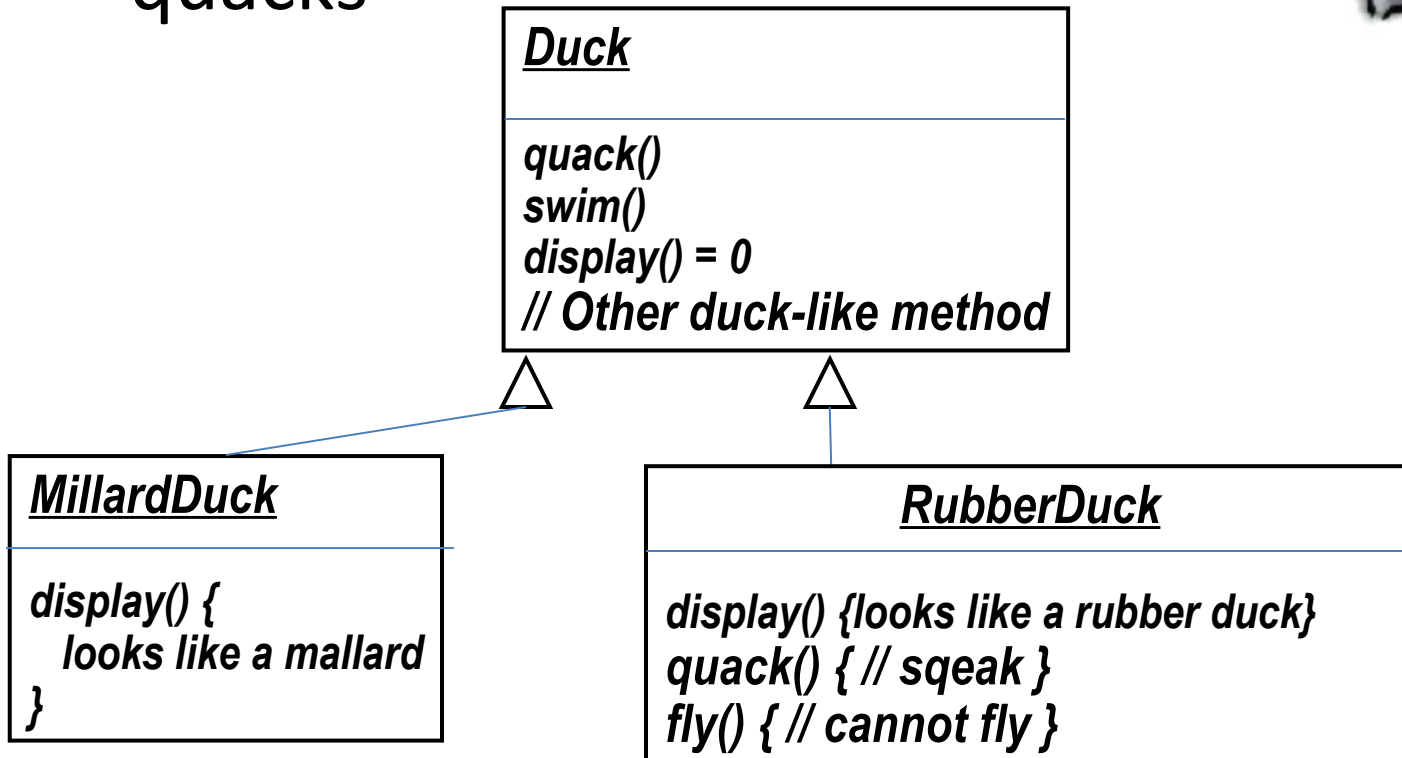 quacks
Duck
quack()
swim()
display() = 0
// Other duck-like method
MillardDuck
display() {
looks like a mallard
}
RubberDuck
display() {looks like a rubber duck}
quack() { // sqeak }
fly() { // cannot fly }